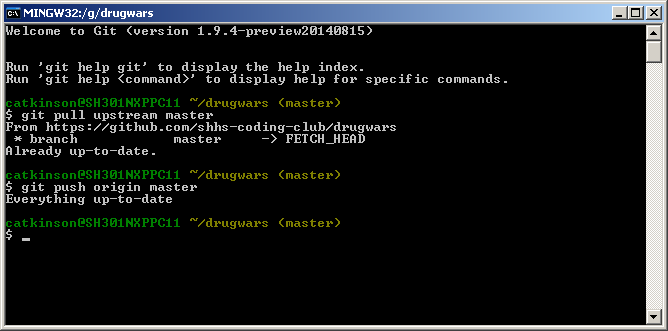 MINGW32:/g/drugwars
Welcome to Git (version 1.9.4-preview20140815)
Run 'git help git' to display the help index.
Run 'git help <command>' to display help for specific commands.
catkinson@SH301NXPPC11 ~/drugwars (master)
$ git pull upstream master
From https://github.com/shhs-coding-club/drugwars
 * branch            master     -> FETCH_HEAD
Already up-to-date.
catkinson@SH301NXPPC11 ~/drugwars (master)
$ git push origin master
Everything up-to-date
catkinson@SH301NXPPC11 ~/drugwars (master)
$ _